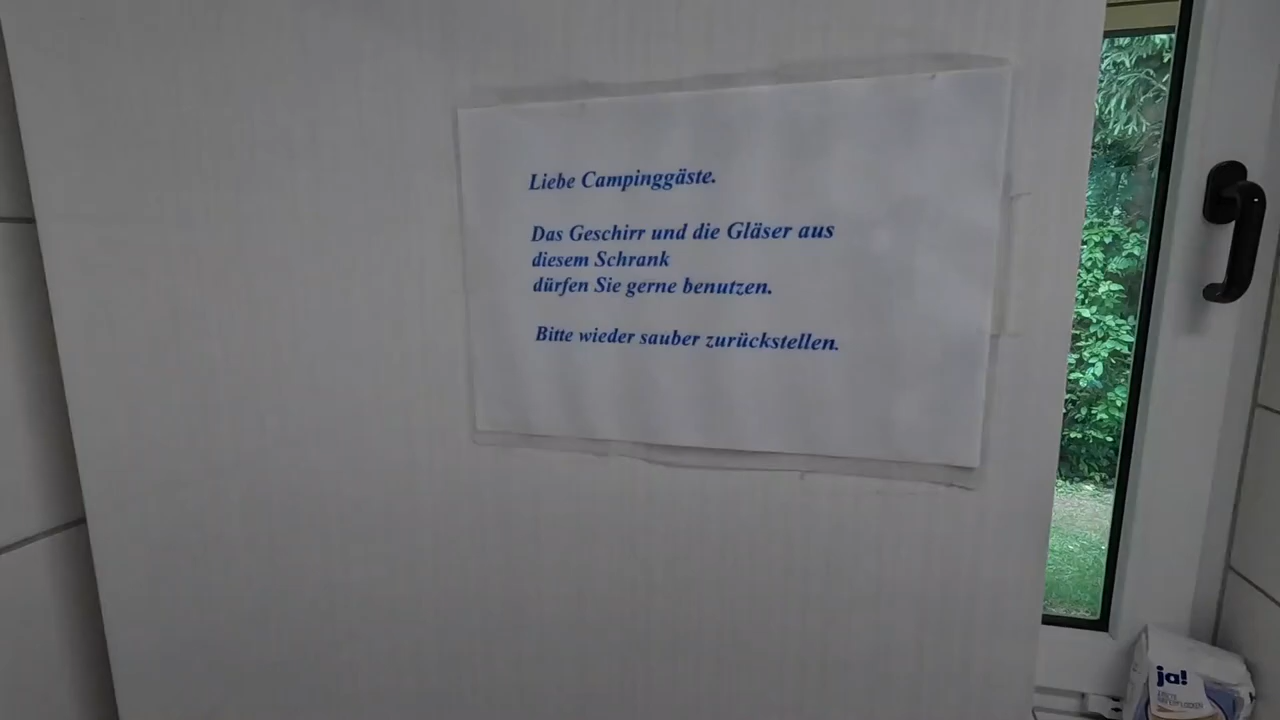 Liebe Campinggäste.
Das Geschirr und die Gläser aus
diesem Schrank
dürfen Sie gerne benutzen.
Bitte wieder sauber zurückstellen.
ja!